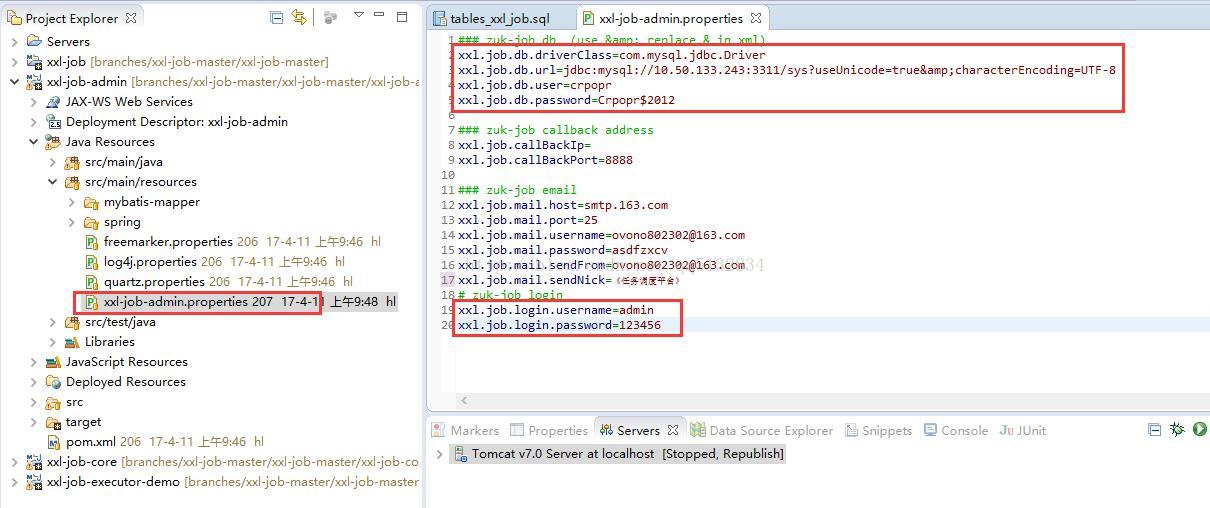 Project Explorer
Servers
xxl-job [branches/xxl-job-master/xxl-job-master]
xxl-job-admin [branches/xxl-job-master/xxl-job-master/
JAX-WS Web Services
Deployment Descriptor: xxl-job-admin
Java Resources
src/main/java
src/main/resources
mybatis-mapper
spring
freemarker.properties 206 17-4-11 上午9:46 hl
log4j.properties 206 17-4-11 上午9:46 hl
quartz.properties 206 17-4-11 上午9:46 hl
xxl-job-admin.properties 207 17-4-11 上午9:48 hl
src/test/java
Libraries
JavaScript Resources
Deployed Resources
src
target
pom.xml 206 17-4-11 上午9:46 hl
xxl-job-core [branches/xxl-job-master/xxl-job-master/xxl-job-co
xxl-job-executor-demo [branches/xxl-job-master/xxl-job-master
tables_xxl_job.sql
xxl-job-admin.properties
1 ### zuk-job db (use &amp; replace & in xml)
2 xxl.job.db.driverClass=com.mysql.jdbc.Driver
3 xxl.job.db.url=jdbc:mysql://10.50.133.243:3311/sys?useUnicode=true&amp;characterEncoding=UTF-8
4 xxl.job.db.user=crpopr
5 xxl.job.db.password=Crpopr$2012
6
7 ### zuk-job callback address
8 xxl.job.callBackIp=
9 xxl.job.callBackPort=8888
10
11 ### zuk-job email
12 xxl.job.mail.host=smtp.163.com
13 xxl.job.mail.port=25
14 xxl.job.mail.username=ovono802302@163.com
15 xxl.job.mail.password=asdfzxcv
16 xxl.job.mail.sendFrom=ovono802302@163.com
17 xxl.job.mail.sendNick=《任务调度平台》
18 # zuk-job login
19 xxl.job.login.username=admin
20 xxl.job.login.password=123456
Markers
Properties
Servers
Data Source Explorer
Snippets
Console
JUnit
Tomcat v7.0 Server at localhost [Stopped, Republish]